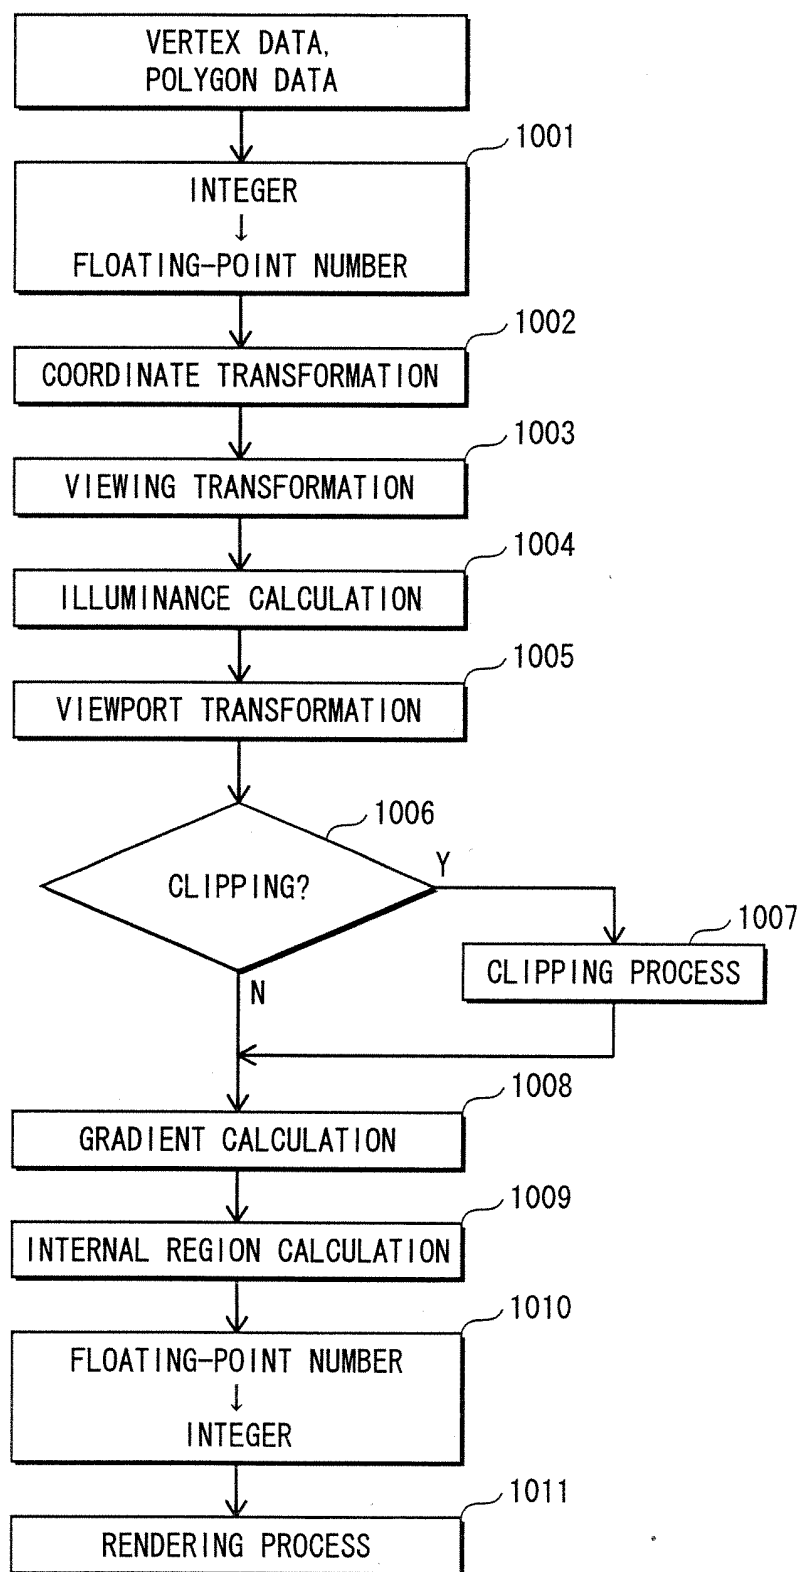 VERTEX DATA,
POLYGON DATA
1001
INTEGER
↓
FLOATING-POINT NUMBER
1002
COORDINATE TRANSFORMATION
1003
VIEWING TRANSFORMATION
1004
ILLUMINANCE CALCULATION
1005
VIEWPORT TRANSFORMATION
1006
CLIPPING?
Y
1007
CLIPPING PROCESS
N
1008
GRADIENT CALCULATION
1009
INTERNAL REGION CALCULATION
1010
FLOATING-POINT NUMBER
↓
INTEGER
1011
RENDERING PROCESS